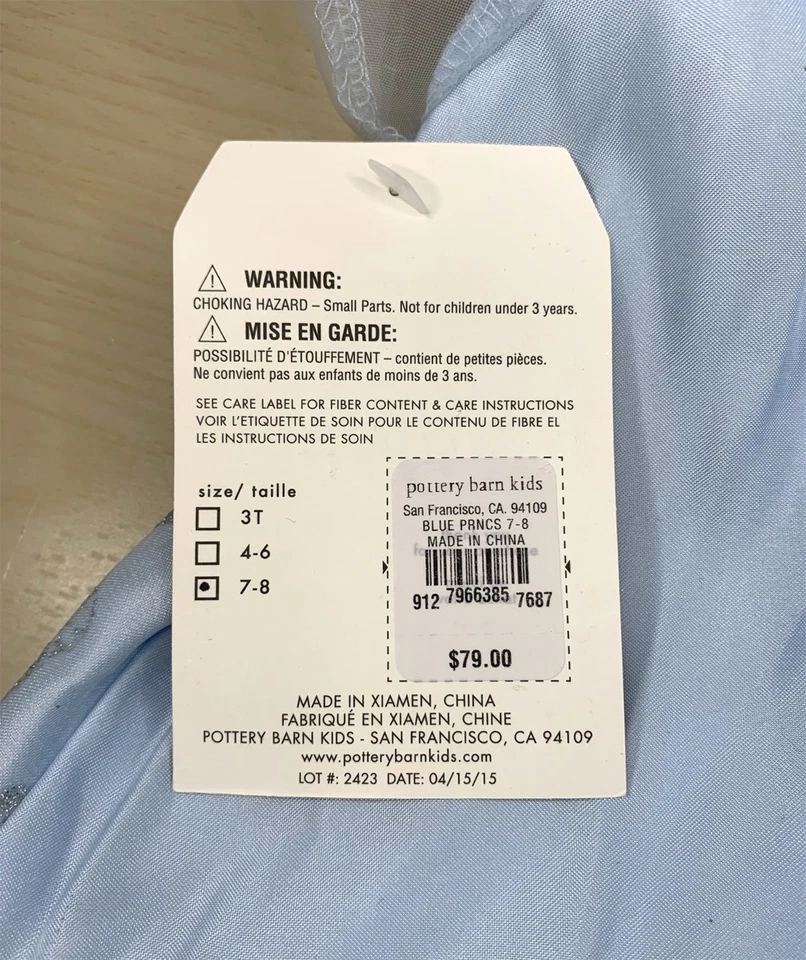 WARNING:
CHOKING HAZARD – Small Parts. Not for children under 3 years.
MISE EN GARDE:
POSSIBILITÉ D'ÉTOUFFEMENT – contient de petites pièces.
Ne convient pas aux enfants de moins de 3 ans.
SEE CARE LABEL FOR FIBER CONTENT & CARE INSTRUCTIONS
VOIR L'ETIQUETTE DE SOIN POUR LE CONTENU DE FIBRE EL
LES INSTRUCTIONS DE SOIN
size/ taille
3T
4-6
7-8
pottery barn kids
San Francisco, CA. 94109
BLUE PRNCS 7-8
MADE IN CHINA
912 7966385 7687
$79.00
MADE IN XIAMEN, CHINA
FABRIQUÉ EN XIAMEN, CHINE
POTTERY BARN KIDS - SAN FRANCISCO, CA 94109
www.potterybarnkids.com
LOT #: 2423 DATE: 04/15/15